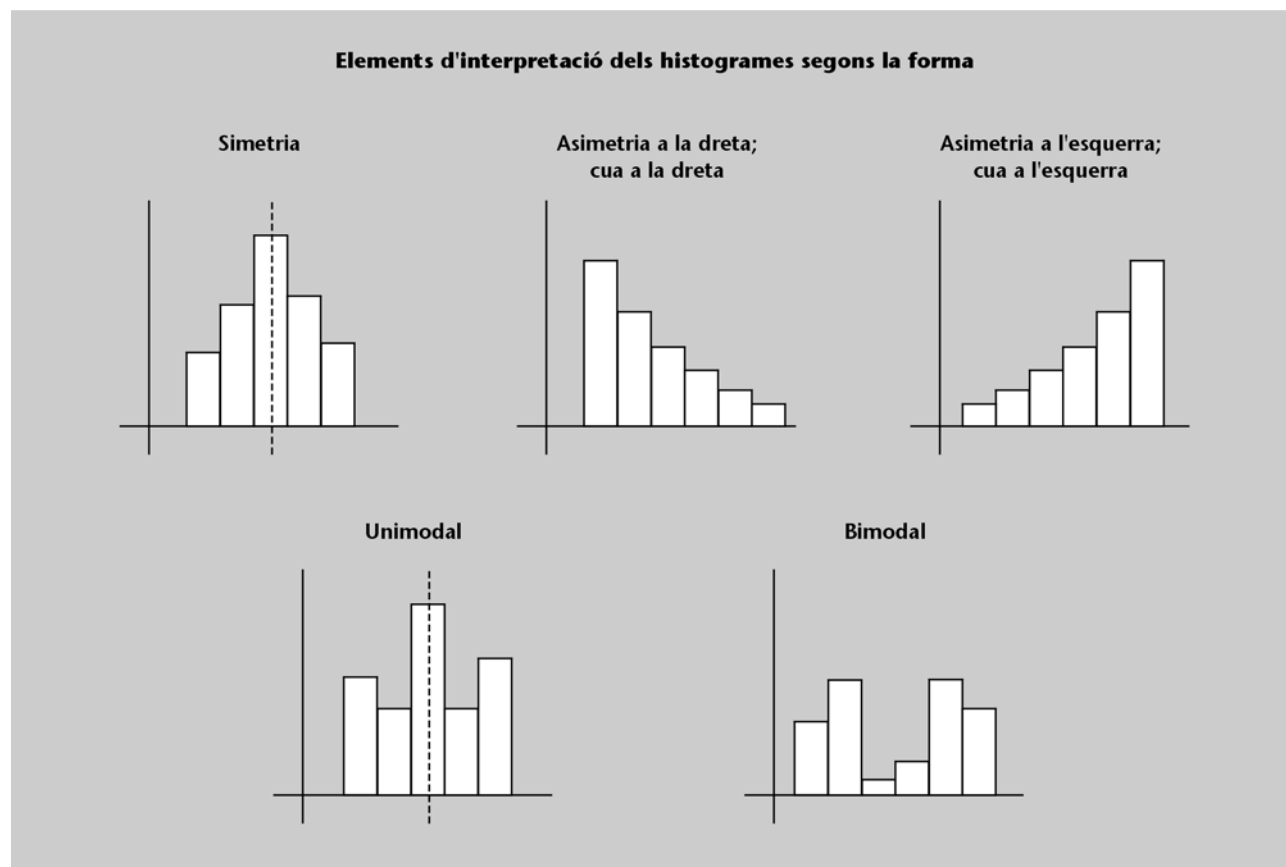 Elements d'interpretació dels histogrames segons la forma
Simetria
Asimetria a la dreta;
cua a la dreta
Asimetria a l'esquerra;
cua a l'esquerra
Unimodal
Bimodal